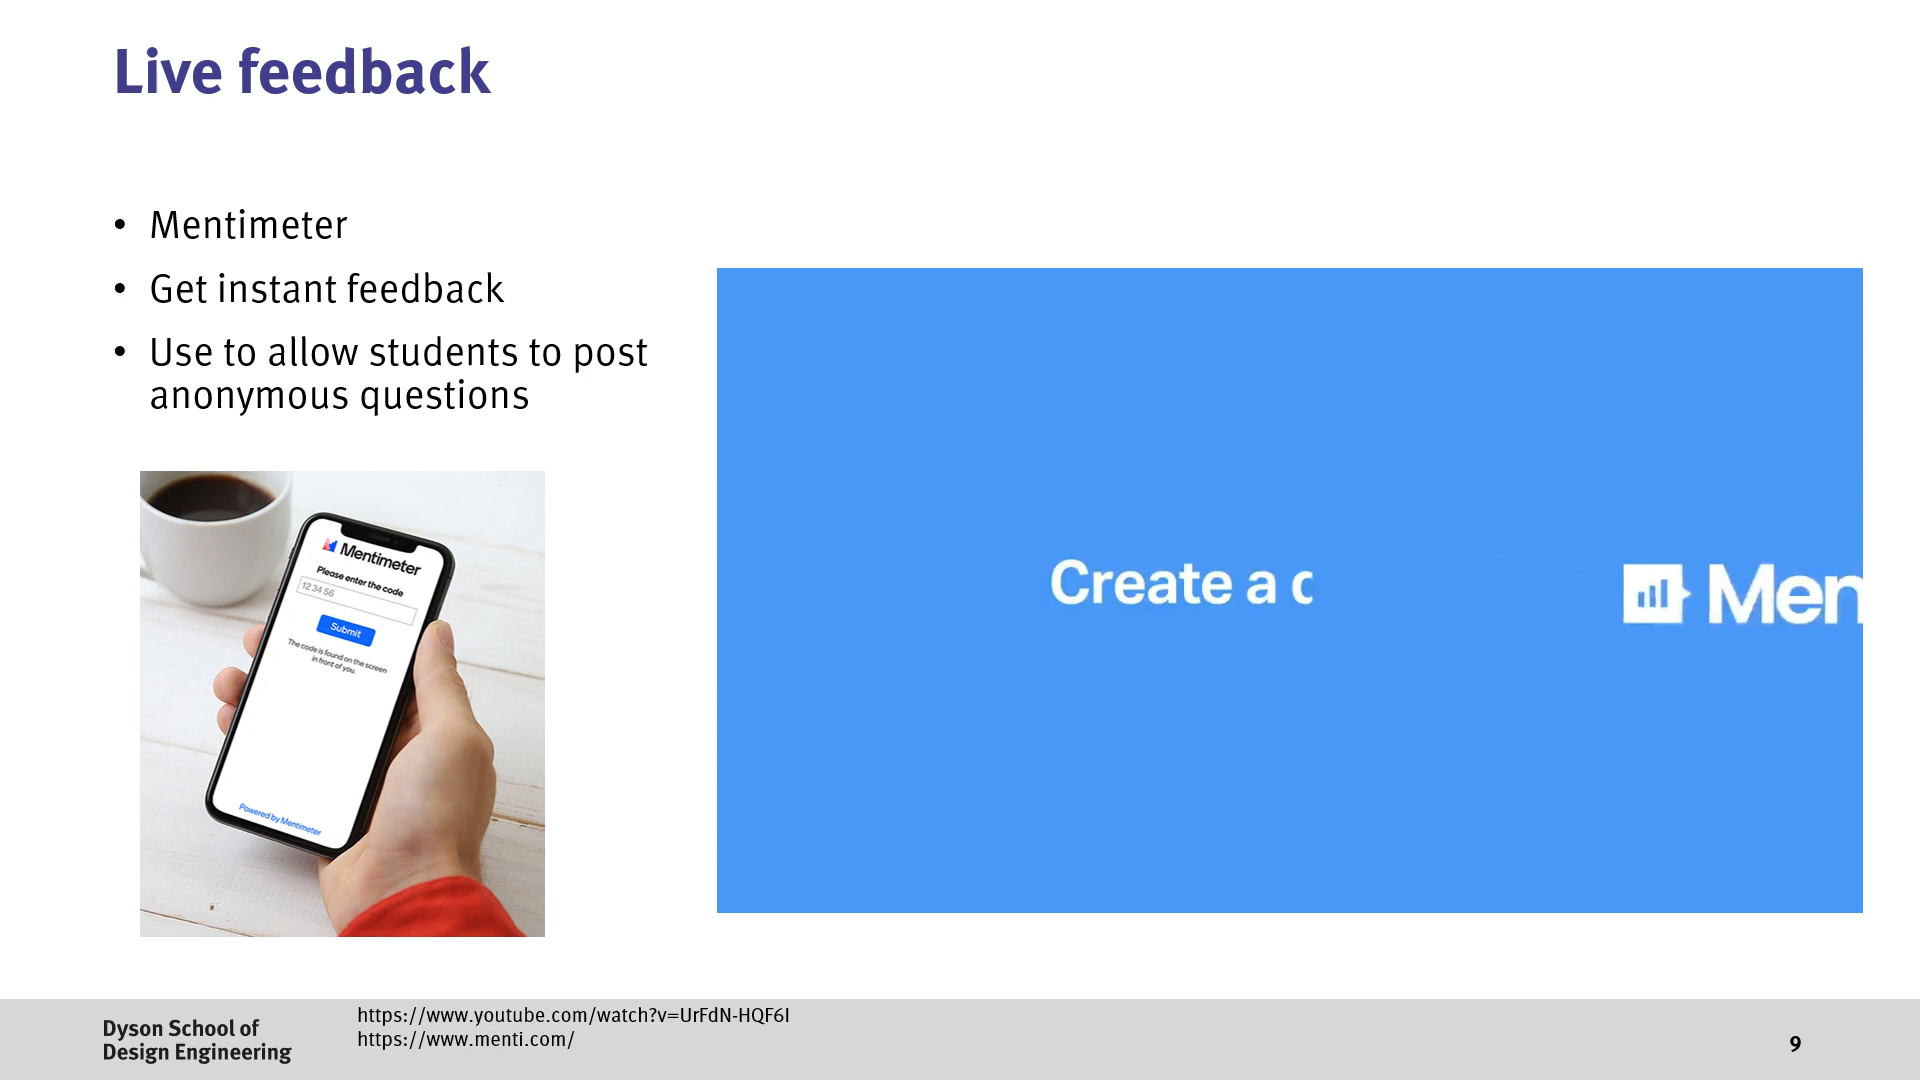 Live feedback
• Mentimeter
• Get instant feedback
• Use to allow students to post
anonymous questions
Mentimeter
Please enter the code
12 34 56
Submit
The code is found on the screen
in front of you.
Powered by Mentimeter
Create a c
Men
Dyson School of
Design Engineering
https://www.youtube.com/watch?v=UrFdN-HQF6I
https://www.menti.com/
9